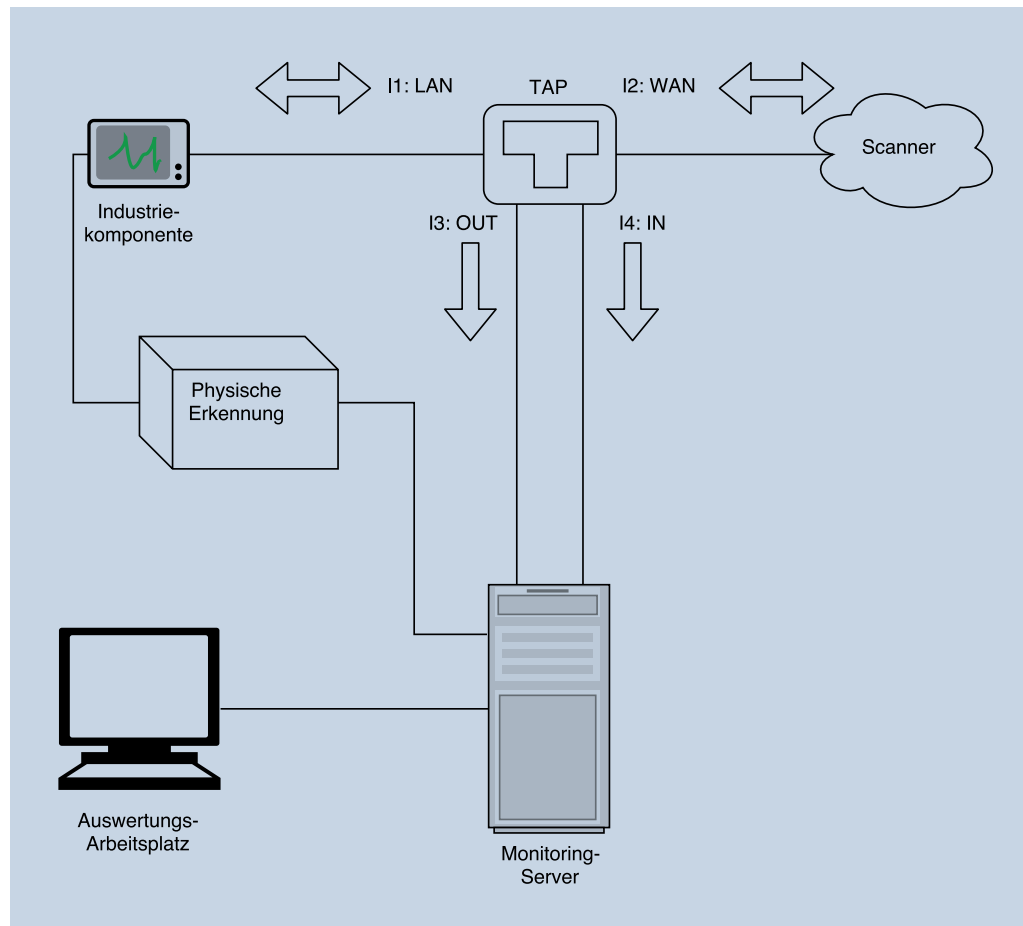 I1: LAN
TAP
I2: WAN
Scanner
Industrie-
komponente
I3: OUT
I4: IN
Physische
Erkennung
Auswertungs-
Arbeitsplatz
Monitoring-
Server